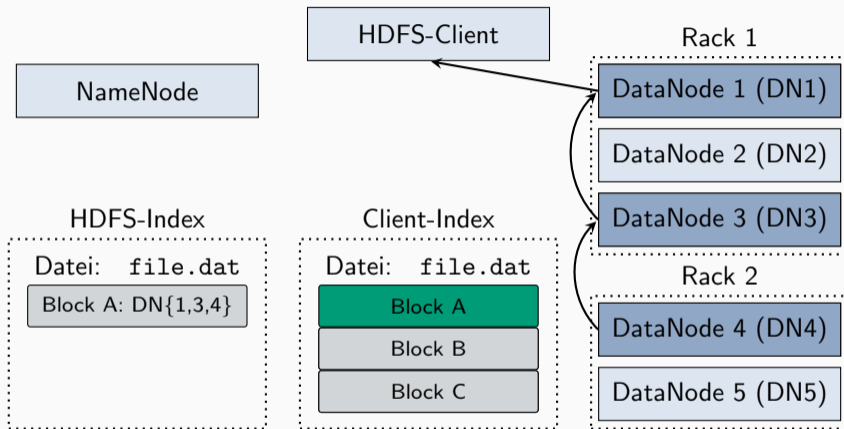 HDFS-Client
NameNode
Rack 1
DataNode 1 (DN1)
DataNode 2 (DN2)
DataNode 3 (DN3)
HDFS-Index
Datei: file.dat
Block A: DN{1,3,4}
Client-Index
Datei: file.dat
Block A
Block B
Block C
Rack 2
DataNode 4 (DN4)
DataNode 5 (DN5)